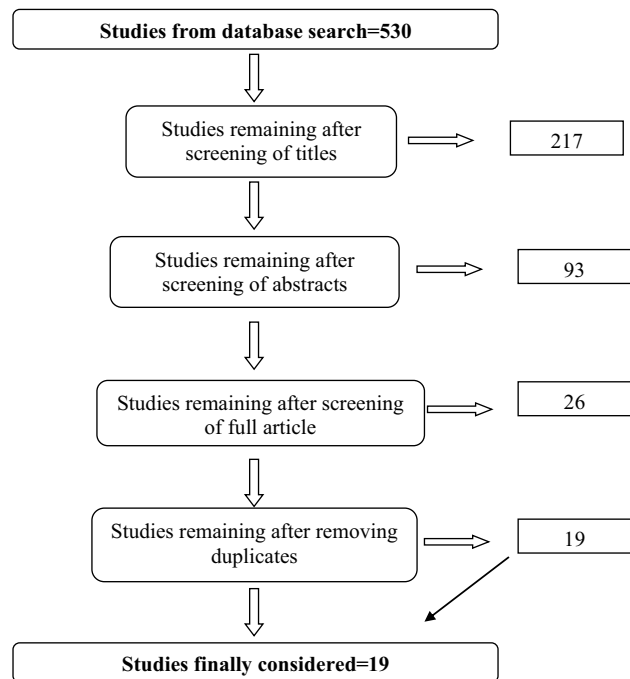 Studies from database search=530
Studies remaining after
screening of titles
217
Studies remaining after
screening of abstracts
93
Studies remaining after screening
of full article
26
Studies remaining after removing
duplicates
19
Studies finally considered=19